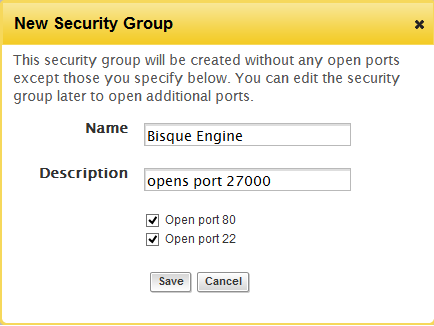 New Security Group
This security group will be created without any open ports
except those you specify below. You can edit the security
group later to open additional ports.
Name
Bisque Engine
Description
opens port 27000
Open port 80
Open port 22
Save Cancel